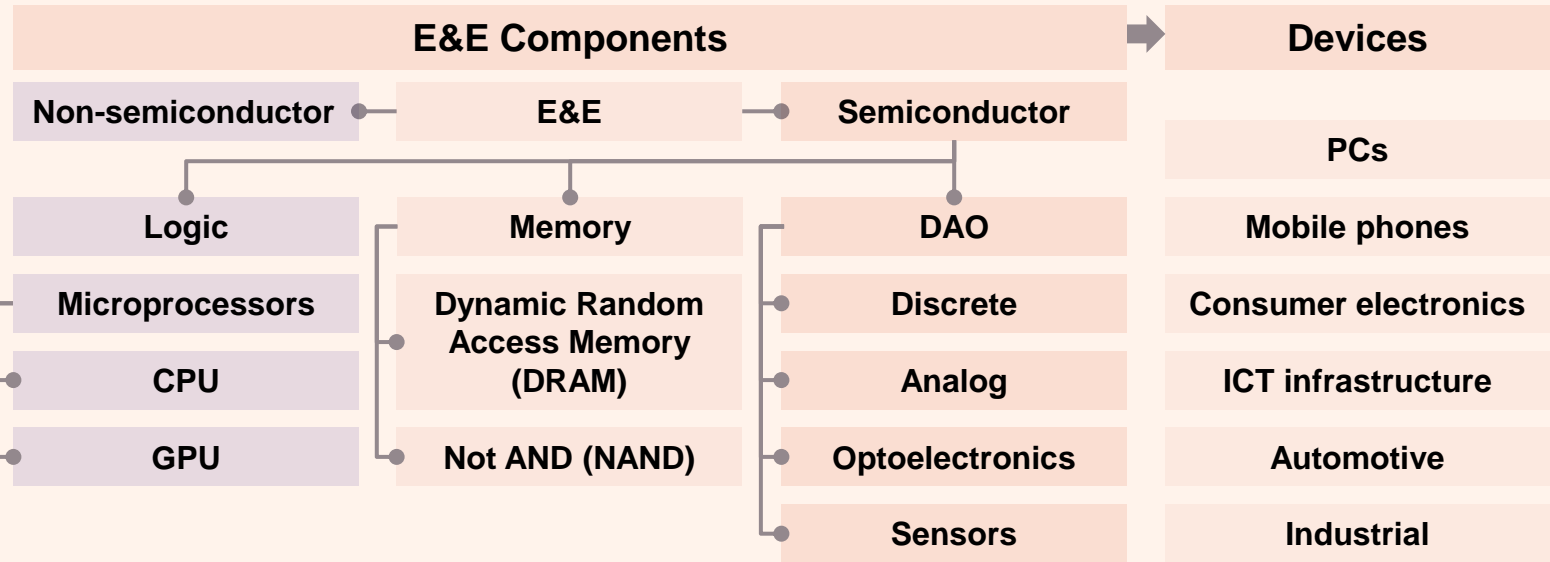 E&E Components
Devices
Non-semiconductor
E&E
Semiconductor
PCs
Logic
Memory
DAO
Mobile phones
Microprocessors
Dynamic Random
Access Memory
(DRAM)
Discrete
Consumer electronics
CPU
Analog
ICT infrastructure
GPU
Not AND (NAND)
Optoelectronics
Automotive
Sensors
Industrial